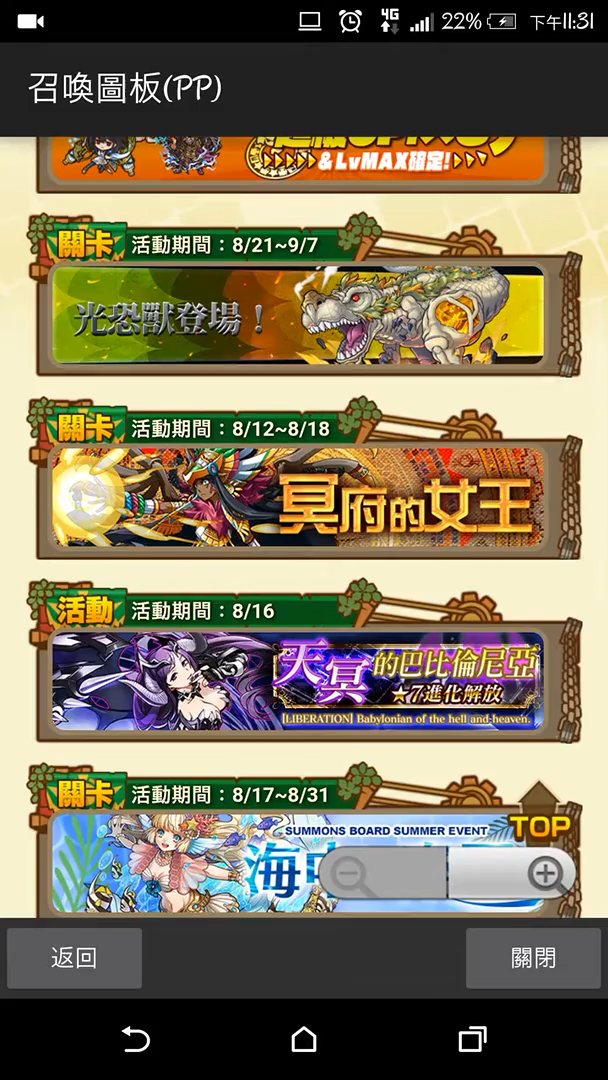 4G
22%
下午11:31
召喚圖板(PP)
&LvMAX確定!
關卡
活動期間：8/21~9/7
光恐獸登場！
關卡
活動期間：8/12~8/18
冥府的女王
活動
活動期間：8/16
天冥的巴比倫尼亞
★7進化解放
[LIBERATION] Babylonian of the hell and heaven.
關卡
活動期間：8/17~8/31
SUMMONS BOARD SUMMER EVENT
TOP
海
返回
關閉